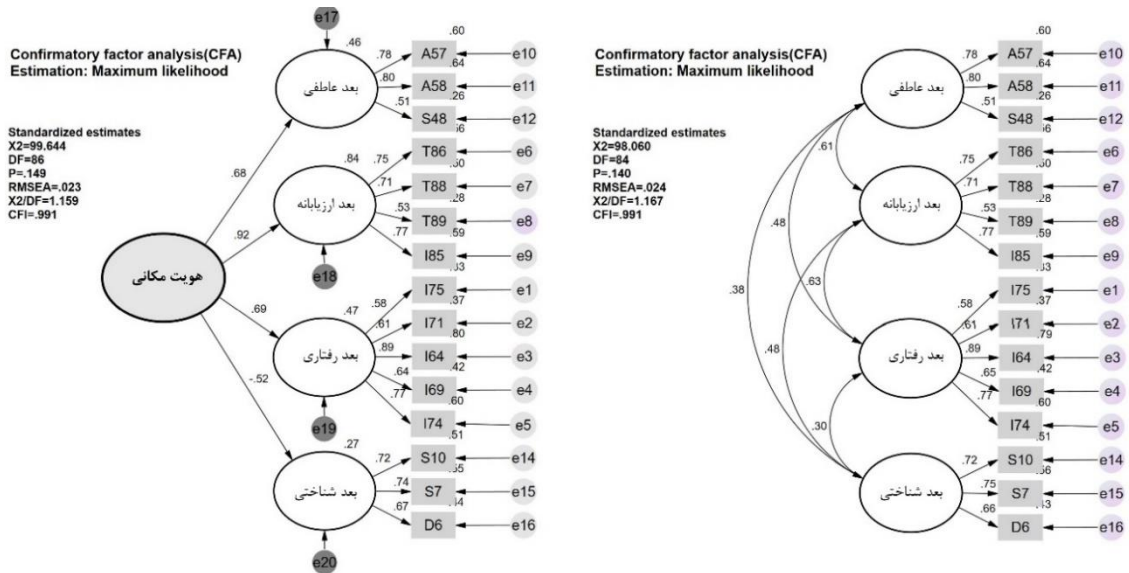 Confirmatory factor analysis(CFA)
Estimation: Maximum likelihood
Standardized estimates
X2=99.644
DF=86
P=.149
RMSEA=.023
X2/DF=1.159
CFI=.991
هویت مکانی
.68
.92
.69
-.52
e17
.46
بعد عاطفی
.78
.80
.51
.60
A57
e10
.64
A58
e11
.26
S48
e12
.84
بعد ارزیابانه
e18
.75
.71
.53
.77
T86
e6
T88
e7
.28
T89
e8
.59
I85
e9
.47
بعد رفتاری
e19
.58
.61
.89
.64
.77
I75
e1
.37
I71
e2
.80
I64
e3
.42
I69
e4
.60
I74
e5
.27
بعد شناختی
e20
.72
.74
.67
.51
S10
e14
S7
e15
D6
e16
Confirmatory factor analysis(CFA)
Estimation: Maximum likelihood
Standardized estimates
X2=98.060
DF=84
P=.140
RMSEA=.024
X2/DF=1.167
CFI=.991
.61
.48
.38
.63
.48
.30
بعد عاطفی
.78
.80
.51
.60
A57
e10
.64
A58
e11
.26
S48
e12
بعد ارزیابانه
.75
.71
.53
.77
T86
e6
T88
e7
.28
T89
e8
.59
I85
e9
بعد رفتاری
.58
.61
.89
.65
.77
I75
e1
.37
I71
e2
.79
I64
e3
.42
I69
e4
.60
I74
e5
بعد شناختی
.72
.75
.66
.51
S10
e14
S7
e15
D6
e16